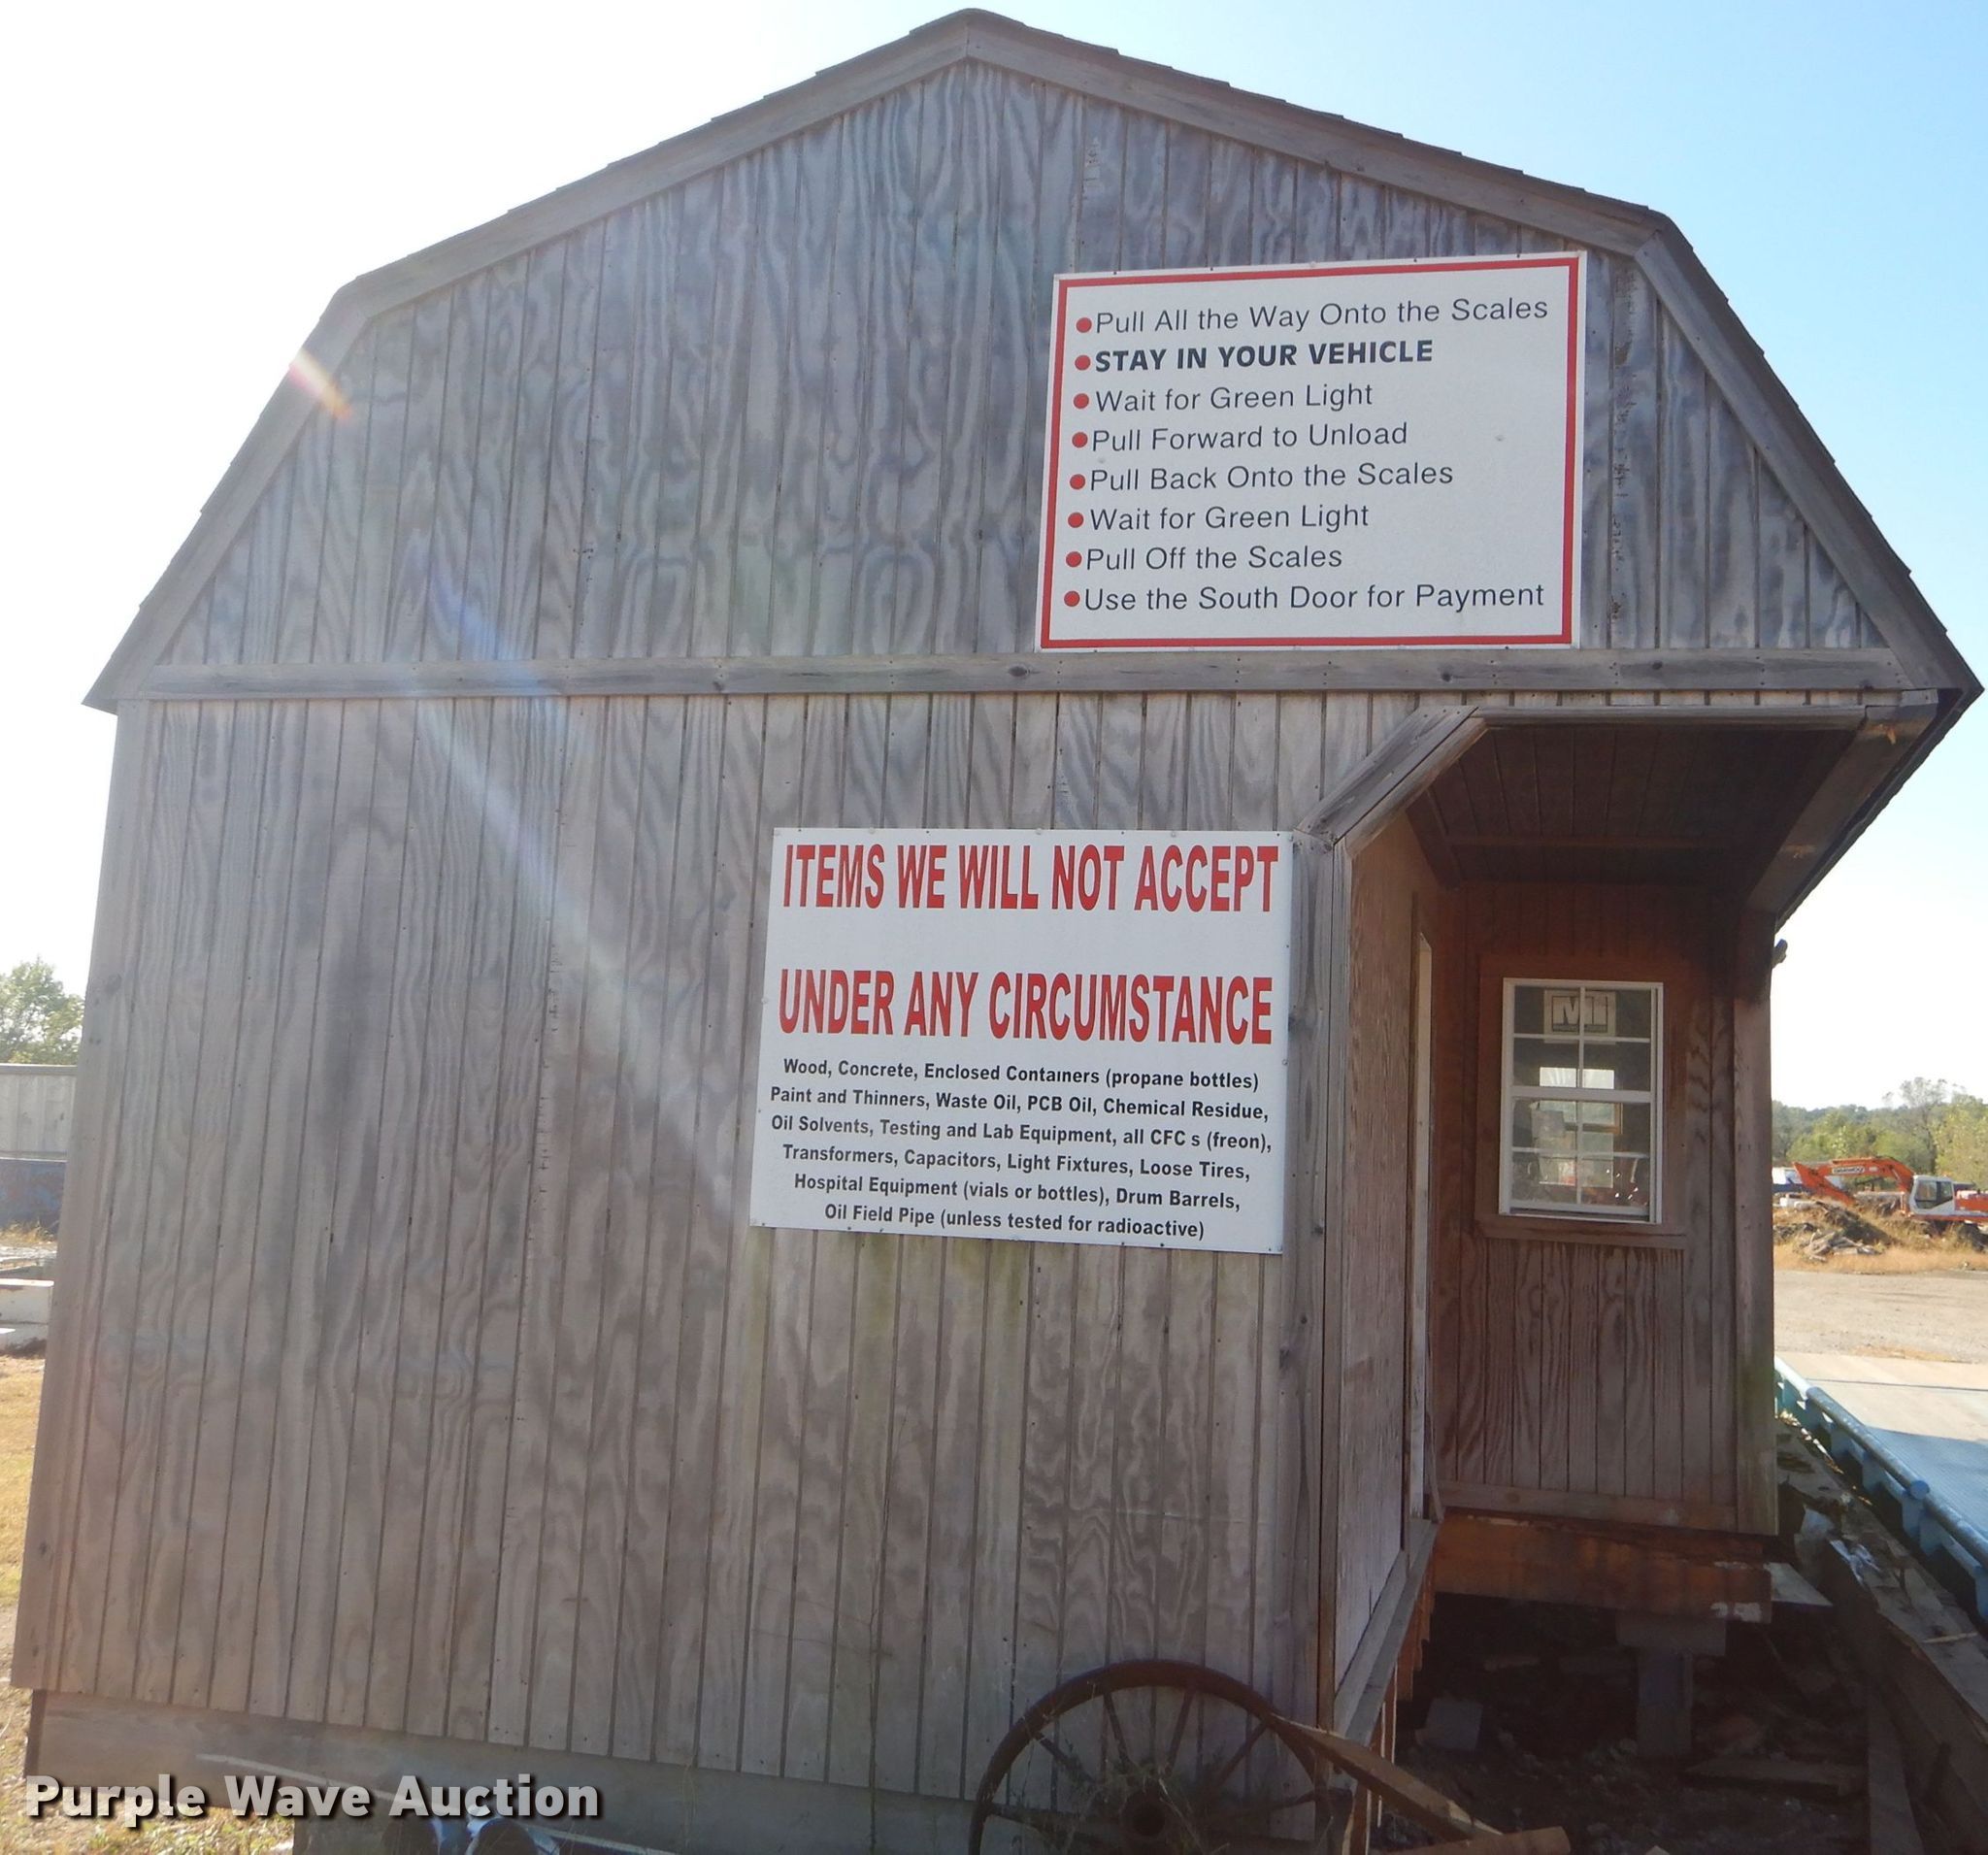 Pull All the Way Onto the Scales
STAY IN YOUR VEHICLE
Wait for Green Light
Pull Forward to Unload
Pull Back Onto the Scales
Wait for Green Light
Pull Off the Scales
Use the South Door for Payment
ITEMS WE WILL NOT ACCEPT
UNDER ANY CIRCUMSTANCE
Wood, Concrete, Enclosed Containers (propane bottles)
Paint and Thinners, Waste Oil, PCB Oil, Chemical Residue,
Oil Solvents, Testing and Lab Equipment, all CFC s (freon),
Transformers, Capacitors, Light Fixtures, Loose Tires,
Hospital Equipment (vials or bottles), Drum Barrels,
Oil Field Pipe (unless tested for radioactive)
Purple Wave Auction